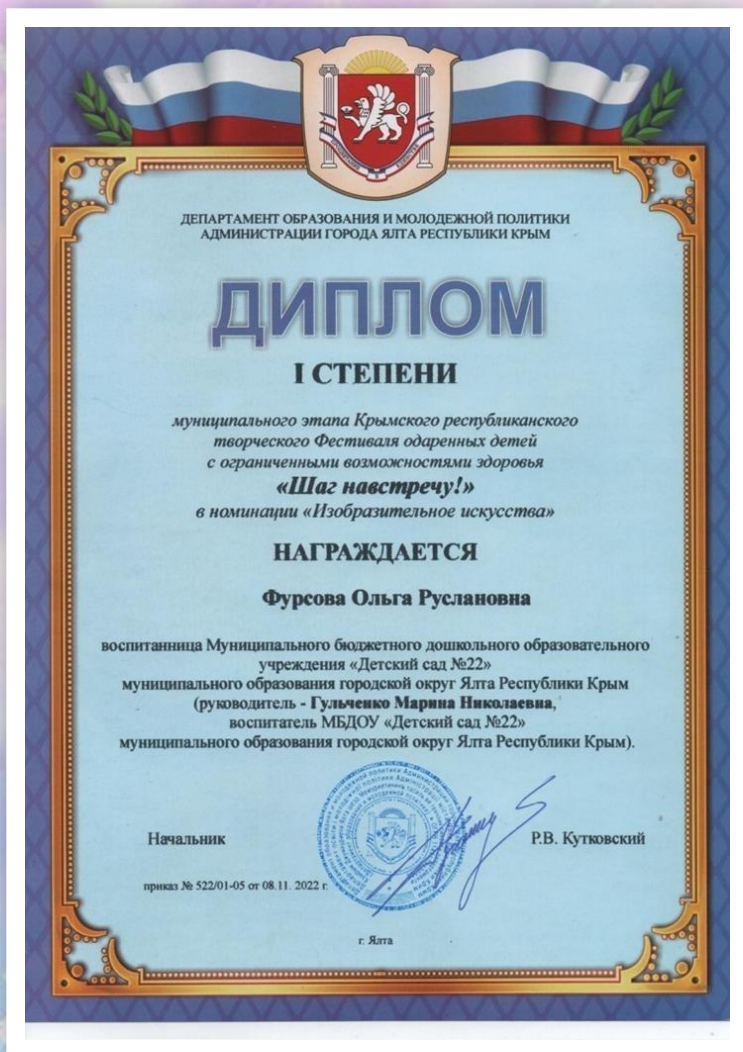 ДЕПАРТАМЕНТ ОБРАЗОВАНИЯ И МОЛОДЕЖНОЙ ПОЛИТИКИ
АДМИНИСТРАЦИИ ГОРОДА ЯЛТА РЕСПУБЛИКИ КРЫМ
ДИПЛОМ
I СТЕПЕНИ
муниципального этапа Крымского республиканского
творческого Фестиваля одаренных детей
с ограниченными возможностями здоровья
«Шаг навстречу!»
в номинации «Изобразительное искусства»
НАГРАЖДАЕТСЯ
Фурсова Ольга Руслановна
воспитанница Муниципального бюджетного дошкольного образовательного
учреждения «Детский сад №22»
муниципального образования городской округ Ялта Республики Крым
(руководитель - Гульченко Марина Николаевна,
воспитатель МБДОУ «Детский сад №22»
муниципального образования городской округ Ялта Республики Крым).
Начальник Р.В. Кутковский
приказ № 522/01-05 от 08.11. 2022 г.
г. Ялта